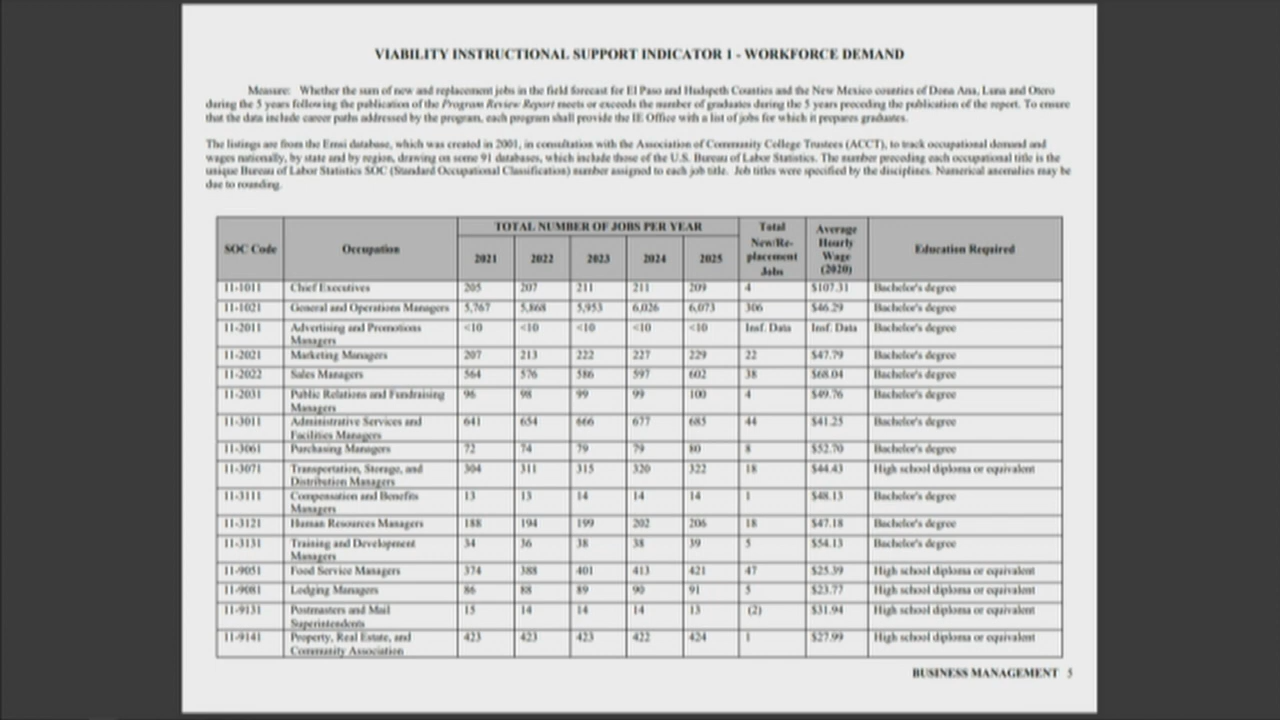 VIABILITY INSTRUCTIONAL SUPPORT INDICATOR 1 - WORKFORCE DEMAND
Measure: Whether the sum of new and replacement jobs in the field forecast for El Paso and Hudspeth Counties and the New Mexico counties of Dona Ana, Luna and Otero
during the 5 years following the publication of the Program Review Report meets or exceeds the number of graduates during the 5 years preceding the publication of the report. To ensure
that the data include career paths addressed by the program, each program shall provide the IE Office with a list of jobs for which it prepares graduates.
The listings are from the Emsi database, which was created in 2001, in consultation with the Association of Community College Trustees (ACCT), to track occupational demand and
wages nationally, by state and by region, drawing on some 91 databases, which include those of the U.S. Bureau of Labor Statistics. The number preceding each occupational title is the
unique Bureau of Labor Statistics SOC (Standard Occupational Classification) number assigned to each job title. Job titles were specified by the disciplines. Numerical anomalies may be
due to rounding.
SOC Code Occupation TOTAL NUMBER OF JOBS PER YEAR Total New/Re-placement Jobs Average Hourly Wage (2020) Education Required
2021 2022 2023 2024 2025
11-1011 Chief Executives 205 207 211 211 209 4 $107.31 Bachelor's degree
11-1021 General and Operations Managers 5,767 5,868 5,953 6,026 6,073 306 $46.29 Bachelor's degree
11-2011 Advertising and Promotions <10 <10 <10 <10 <10 Insf. Data Insf. Data Bachelor's degree
Managers
11-2021 Marketing Managers 207 213 222 227 229 22 $47.79 Bachelor's degree
11-2022 Sales Managers 564 576 586 597 602 38 $68.04 Bachelor's degree
11-2031 Public Relations and Fundraising 96 98 99 99 100 4 $49.76 Bachelor's degree
Managers
11-3011 Administrative Services and 641 654 666 677 685 44 $41.25 Bachelor's degree
Facilities Managers
11-3061 Purchasing Managers 72 74 79 79 80 8 $52.70 Bachelor's degree
11-3071 Transportation, Storage, and 304 311 315 320 322 18 $44.43 High school diploma or equivalent
Distribution Managers
11-3111 Compensation and Benefits 13 13 14 14 14 1 $48.13 Bachelor's degree
Managers
11-3121 Human Resources Managers 188 194 199 202 206 18 $47.18 Bachelor's degree
11-3131 Training and Development 34 36 38 38 39 5 $54.13 Bachelor's degree
Managers
11-9051 Food Service Managers 374 388 401 413 421 47 $25.39 High school diploma or equivalent
11-9081 Lodging Managers 86 88 89 90 91 5 $23.77 High school diploma or equivalent
11-9131 Postmasters and Mail 15 14 14 14 13 (2) $31.94 High school diploma or equivalent
Superintendents
11-9141 Property, Real Estate, and 423 423 423 422 424 1 $27.99 High school diploma or equivalent
Community Association
BUSINESS MANAGEMENT 5